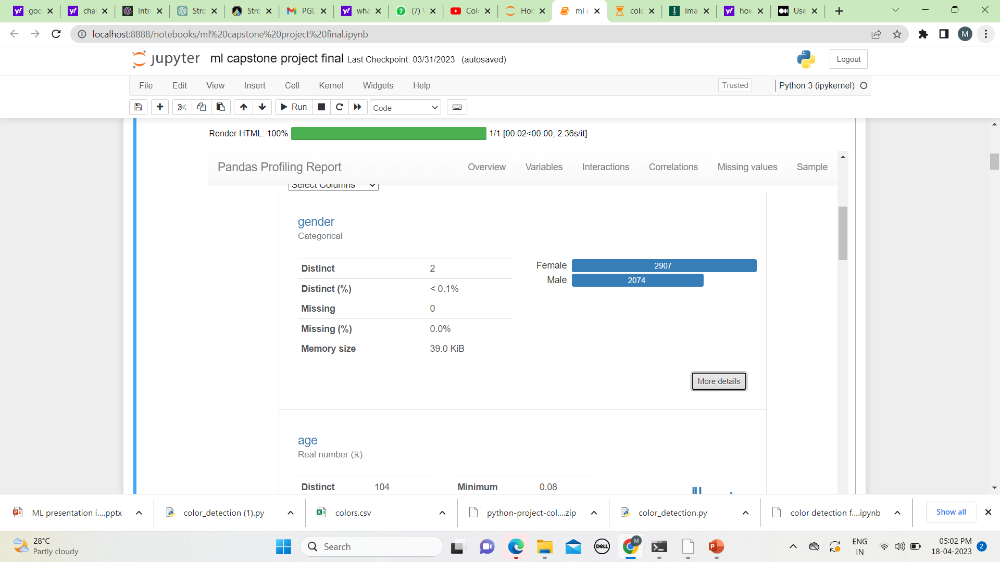 goo
cha
Intr
Stro
Stro
PGD
wha
(7)
Colo
Hor
ml c
colo
Ima
how
Use
localhost:8888/notebooks/ml%20capstone%20project%20final.ipynb
M
jupyter
ml capstone project final Last Checkpoint: 03/31/2023 (autosaved)
Logout
File Edit View Insert Cell Kernel Widgets Help
Trusted
Python 3 (ipykernel)
Run
Code
Render HTML: 100% 1/1 [00:02<00:00, 2.36s/it]
Pandas Profiling Report
Overview Variables Interactions Correlations Missing values Sample
Select Columns
gender
Categorical
Distinct 2
Distinct (%) < 0.1%
Missing 0
Missing (%) 0.0%
Memory size 39.0 KiB
Female 2907
Male 2074
More details
age
Real number (ℝ)
Distinct 104
Minimum 0.08
ML presentation i....pptx
color_detection (1).py
colors.csv
python-project-col....zip
color_detection.py
color detection f....ipynb
Show all
28°C
Partly cloudy
Search
DELL
M
ENG
IN
05:02 PM
18-04-2023
2